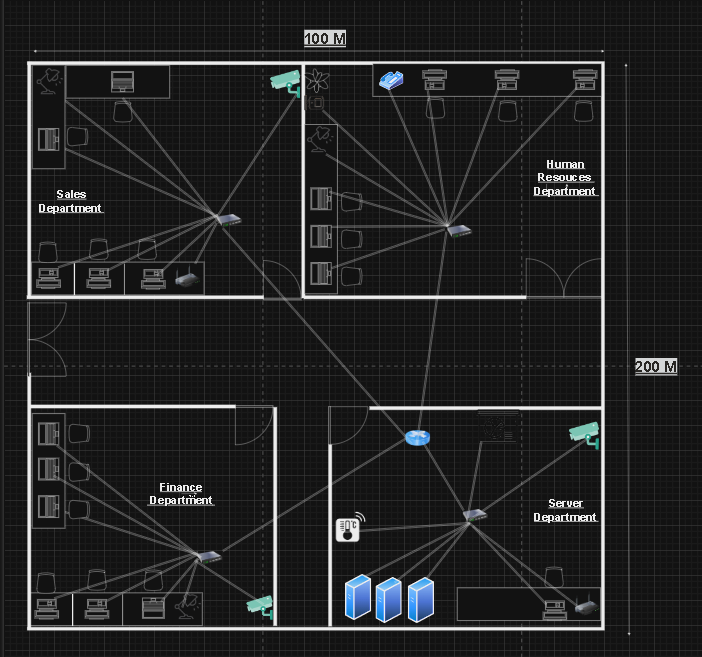 100 M
Human
Resouces
Department
Sales
Department
200 M
Finance
Department
Server
Department
°C